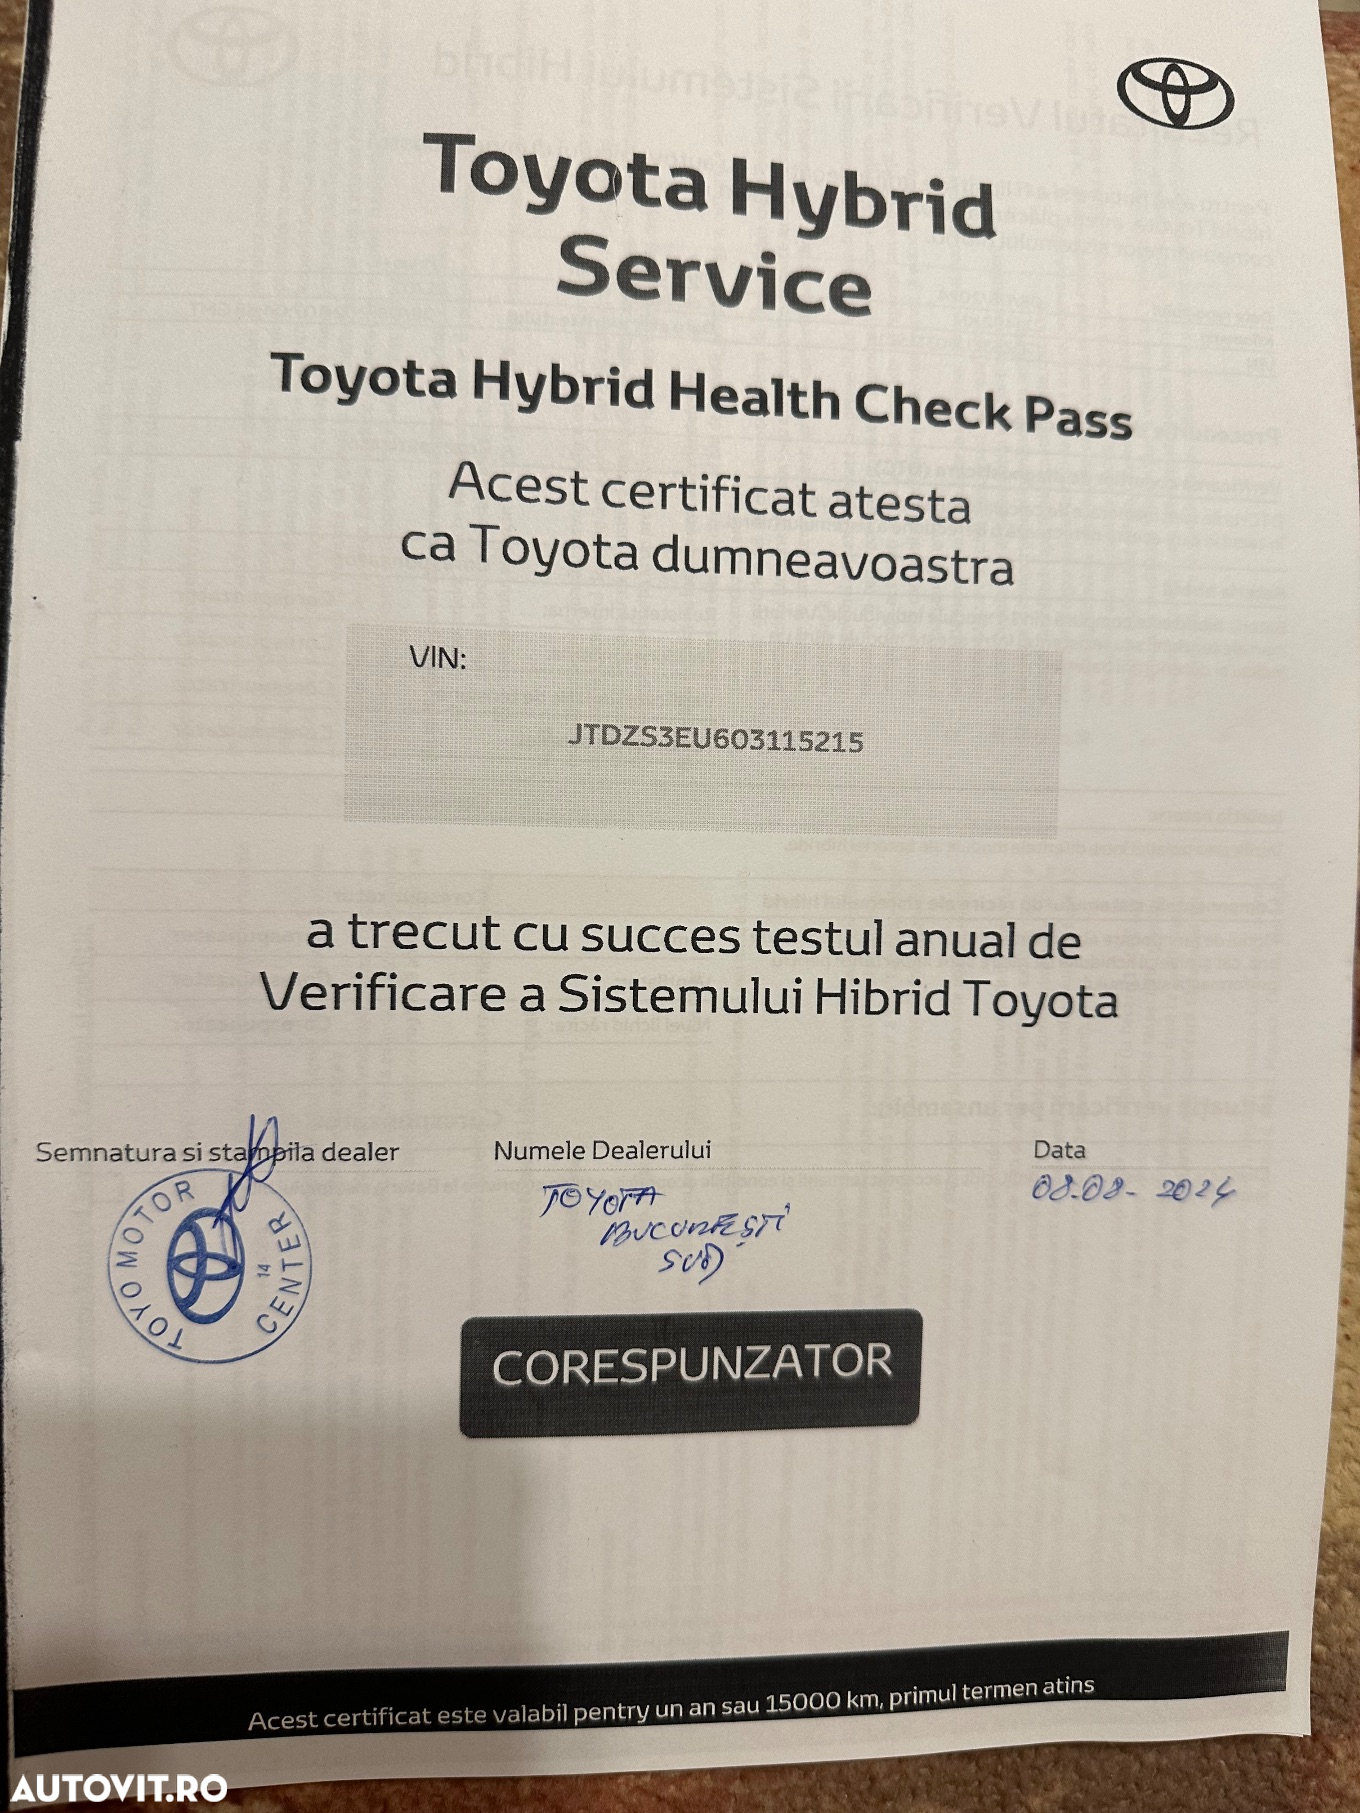 Toyota Hybrid
Service
Toyota Hybrid Health Check Pass
Acest certificat atesta
ca Toyota dumneavoastra
VIN:
JTDZS3EU603115215
a trecut cu succes testul anual de
Verificare a Sistemului Hibrid Toyota
Semnatura si stampila dealer
Numele Dealerului
Data
TOYOTA
BUCUREȘTI
SUD
08.08- 2024
TOYO MOTOR CENTER
14
CORESPUNZATOR
Acest certificat este valabil pentru un an sau 15000 km, primul termen atins
AUTOVIT.RO